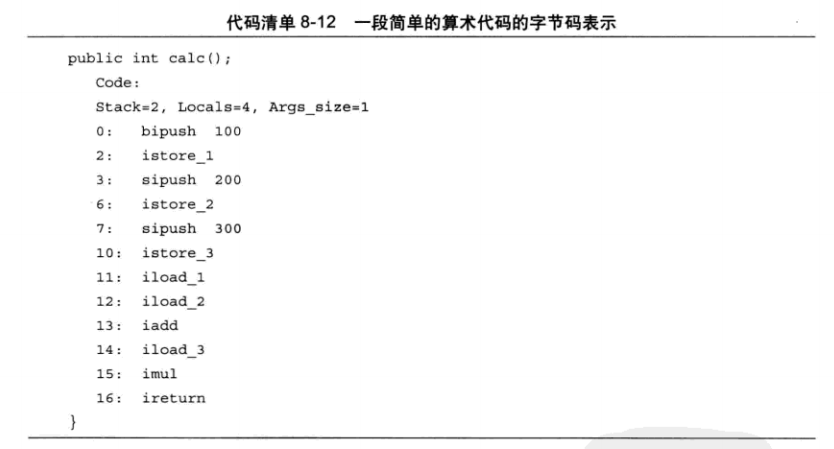 代码清单 8-12 一段简单的算术代码的字节码表示
public int calc();
Code:
Stack=2, Locals=4, Args_size=1
0: bipush 100
2: istore_1
3: sipush 200
6: istore_2
7: sipush 300
10: istore_3
11: iload_1
12: iload_2
13: iadd
14: iload_3
15: imul
16: ireturn
}